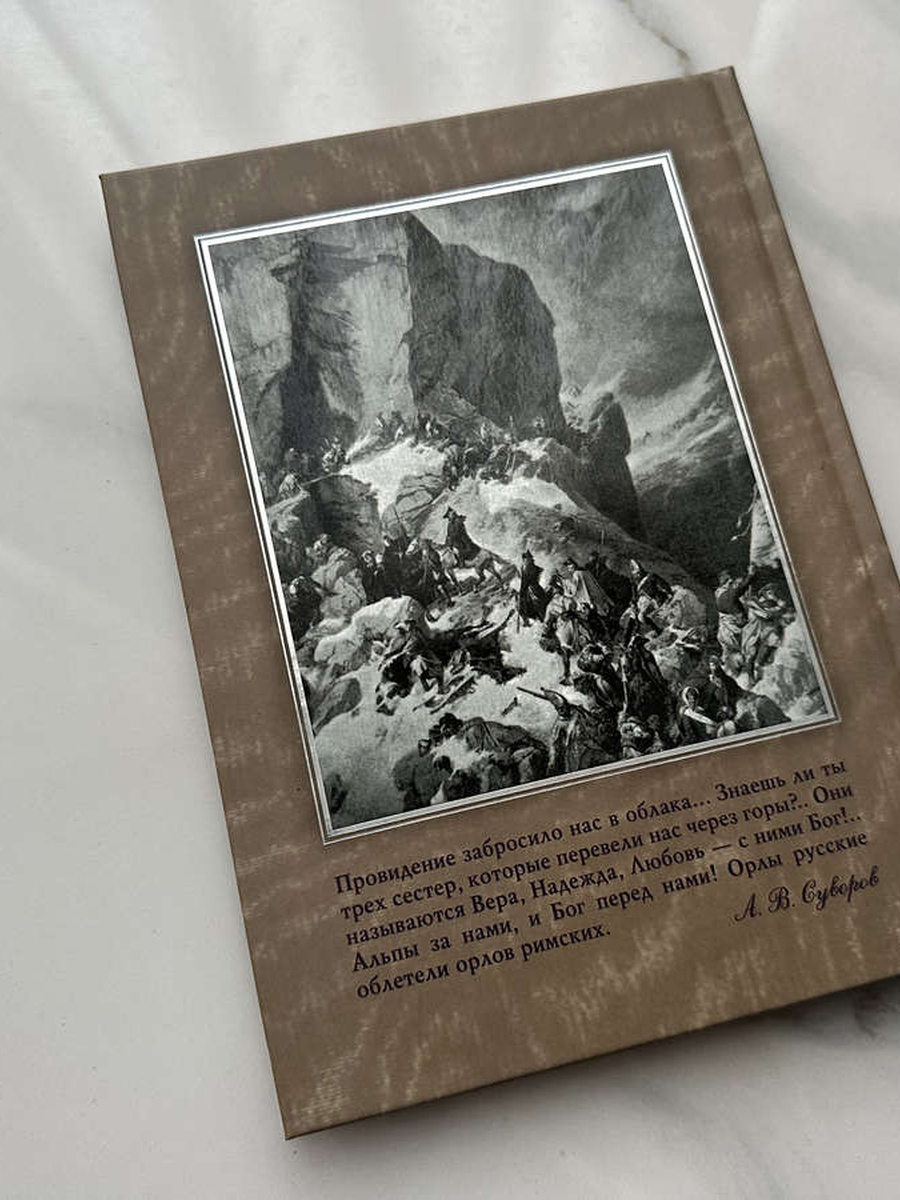 Провидение забросило нас в облака... Знаешь ли ты
трех сестер, которые перевели нас через горы?.. Они
называются Вера, Надежда, Любовь — с ними Бог!..
Альпы за нами, и Бог перед нами! Орлы русские
облетели орлов римских.
А. В. Суворов